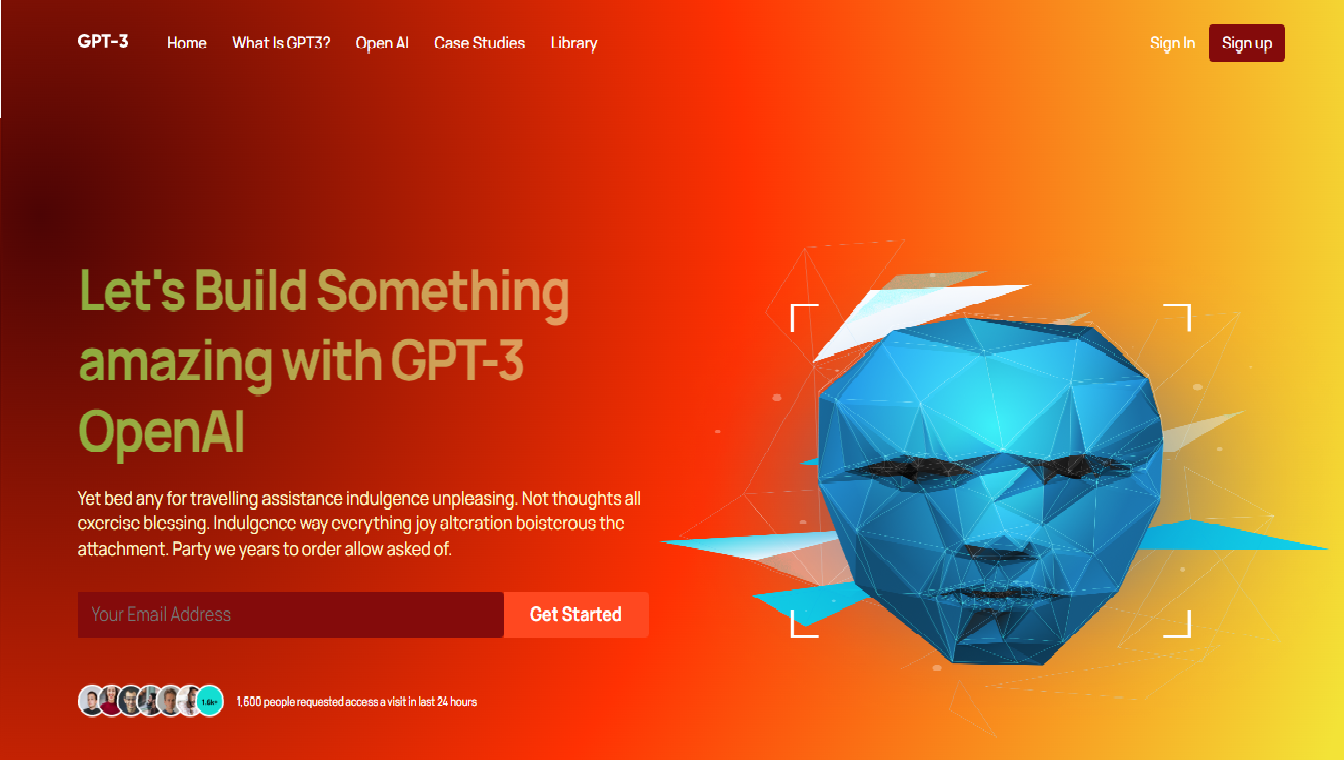 GPT-3 Home What Is GPT3? Open AI Case Studies Library Sign In Sign up
Let's Build Something
amazing with GPT-3
OpenAI
Yet bed any for travelling assistance indulgence unpleasing. Not thoughts all
exercise blessing. Indulgence way everything joy alteration boisterous the
attachment. Party we years to order allow asked of.
Your Email Address Get Started
1.6k+ 1,600 people requested access a visit in last 24 hours